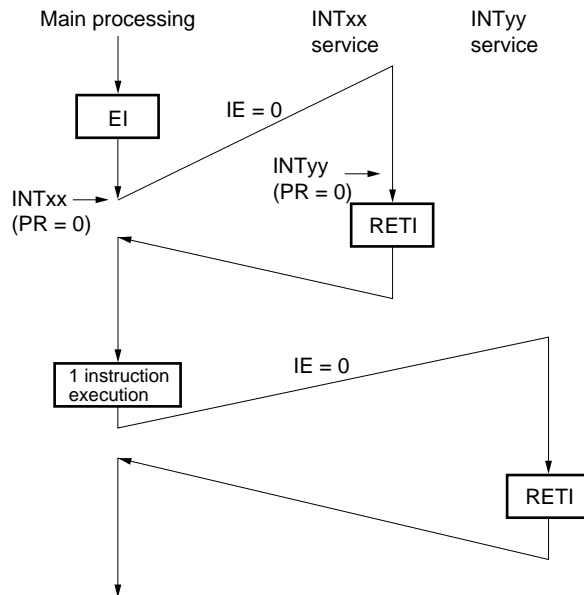 Main processing
INTxx
service
INTyy
service
EI
IE = 0
INTyy
(PR = 0)
INTxx
(PR = 0)
RETI
1 instruction
execution
IE = 0
RETI